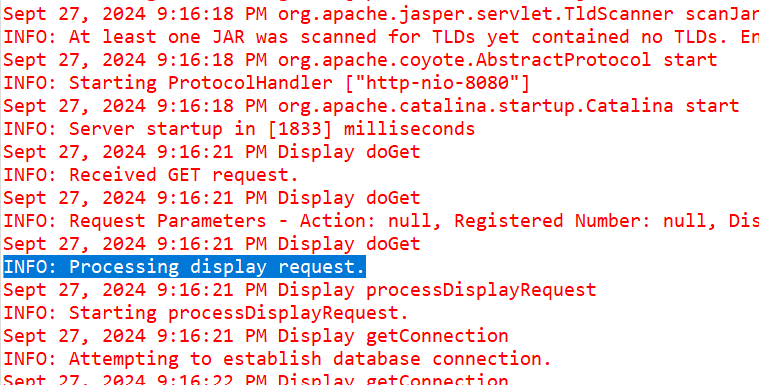 Sept 27, 2024 9:16:18 PM org.apache.jasper.servlet.TldScanner scanJar
INFO: At least one JAR was scanned for TLDs yet contained no TLDs. En
Sept 27, 2024 9:16:18 PM org.apache.coyote.AbstractProtocol start
INFO: Starting ProtocolHandler ["http-nio-8080"]
Sept 27, 2024 9:16:18 PM org.apache.catalina.startup.Catalina start
INFO: Server startup in [1833] milliseconds
Sept 27, 2024 9:16:21 PM Display doGet
INFO: Received GET request.
Sept 27, 2024 9:16:21 PM Display doGet
INFO: Request Parameters - Action: null, Registered Number: null, Dis
Sept 27, 2024 9:16:21 PM Display doGet
INFO: Processing display request.
Sept 27, 2024 9:16:21 PM Display processDisplayRequest
INFO: Starting processDisplayRequest.
Sept 27, 2024 9:16:21 PM Display getConnection
INFO: Attempting to establish database connection.
Sept 27, 2024 9:16:22 PM Display getConnection